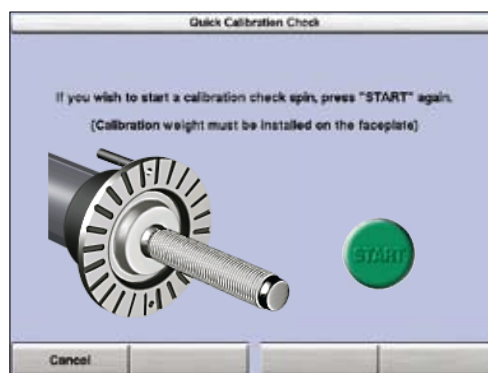 Quick Calibration Check
If you wish to start a calibration check spin, press "START" again.
(Calibration weight must be installed on the faceplate)
START
Cancel